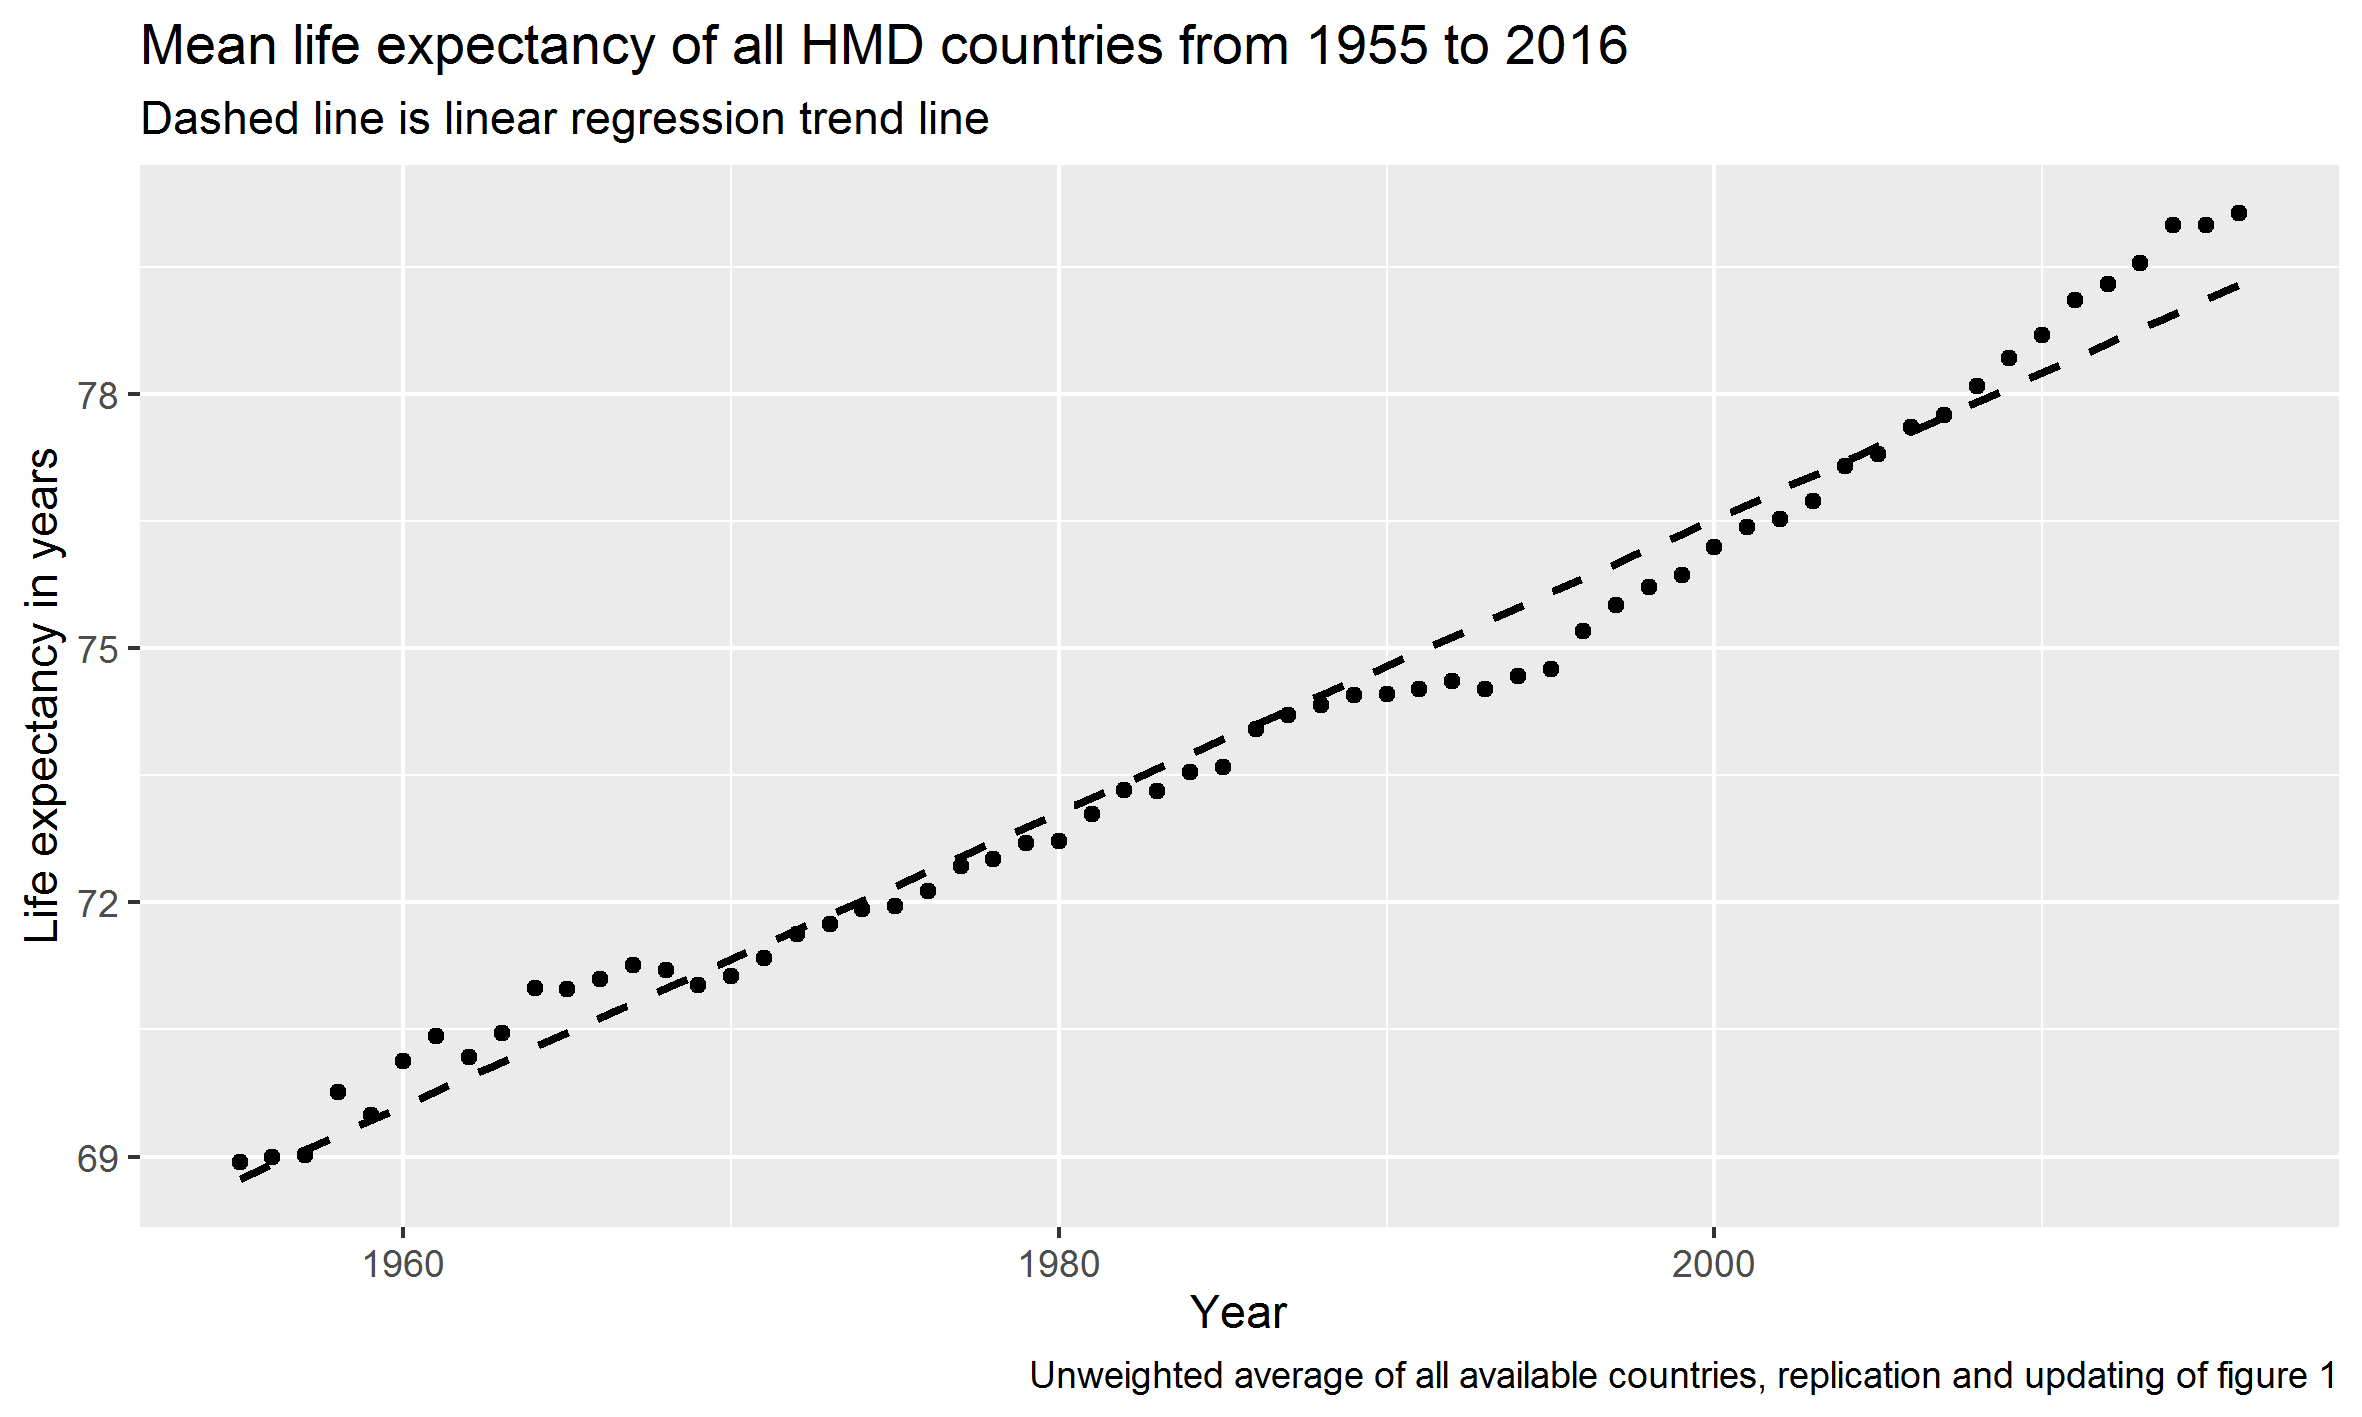 Mean life expectancy of all HMD countries from 1955 to 2016
Dashed line is linear regression trend line
Life expectancy in years
78
75
72
69
1960
1980
2000
Year
Unweighted average of all available countries, replication and updating of figure 1